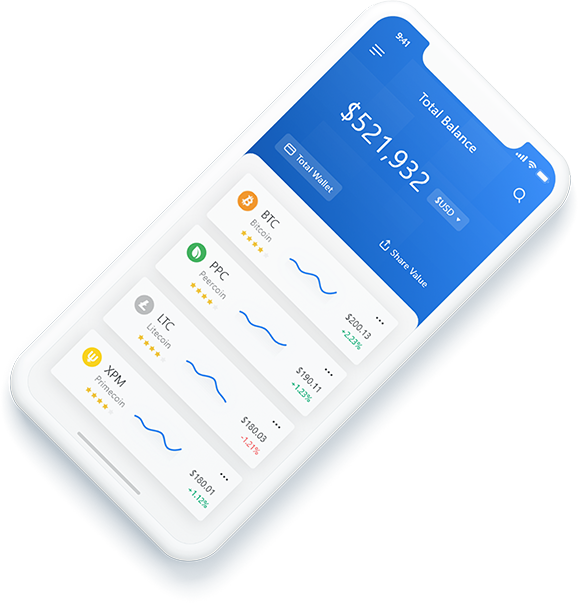 9:41
Total Balance
$521,932
$USD
Total Wallet
Share Value
BTC
Bitcoin
$200.13
+2.23%
PPC
Peercoin
$190.11
+1.23%
LTC
Litecoin
$180.03
-1.21%
XPM
Primecoin
$180.01
+1.12%